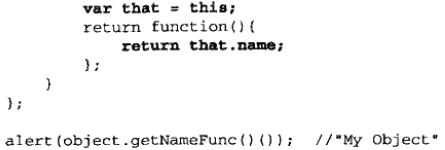 var that = this;
return function(){
return that.name;
};
}
};
alert(object.getNameFunc()());  //"My Object"